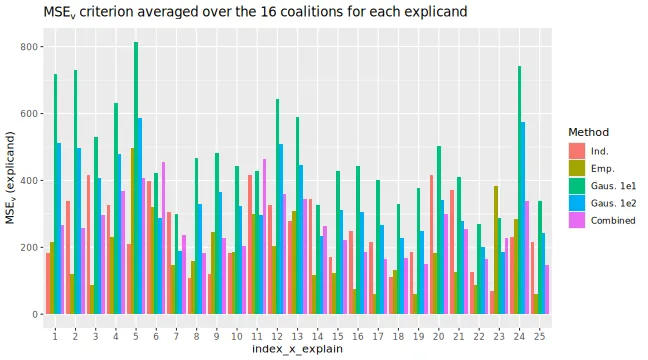 MSEv criterion averaged over the 16 coalitions for each explicand
MSEv (explicand)
800
600
400
200
0
1 2 3 4 5 6 7 8 9 10 11 12 13 14 15 16 17 18 19 20 21 22 23 24 25
index_x_explain
Method
Ind.
Emp.
Gaus. 1e1
Gaus. 1e2
Combined